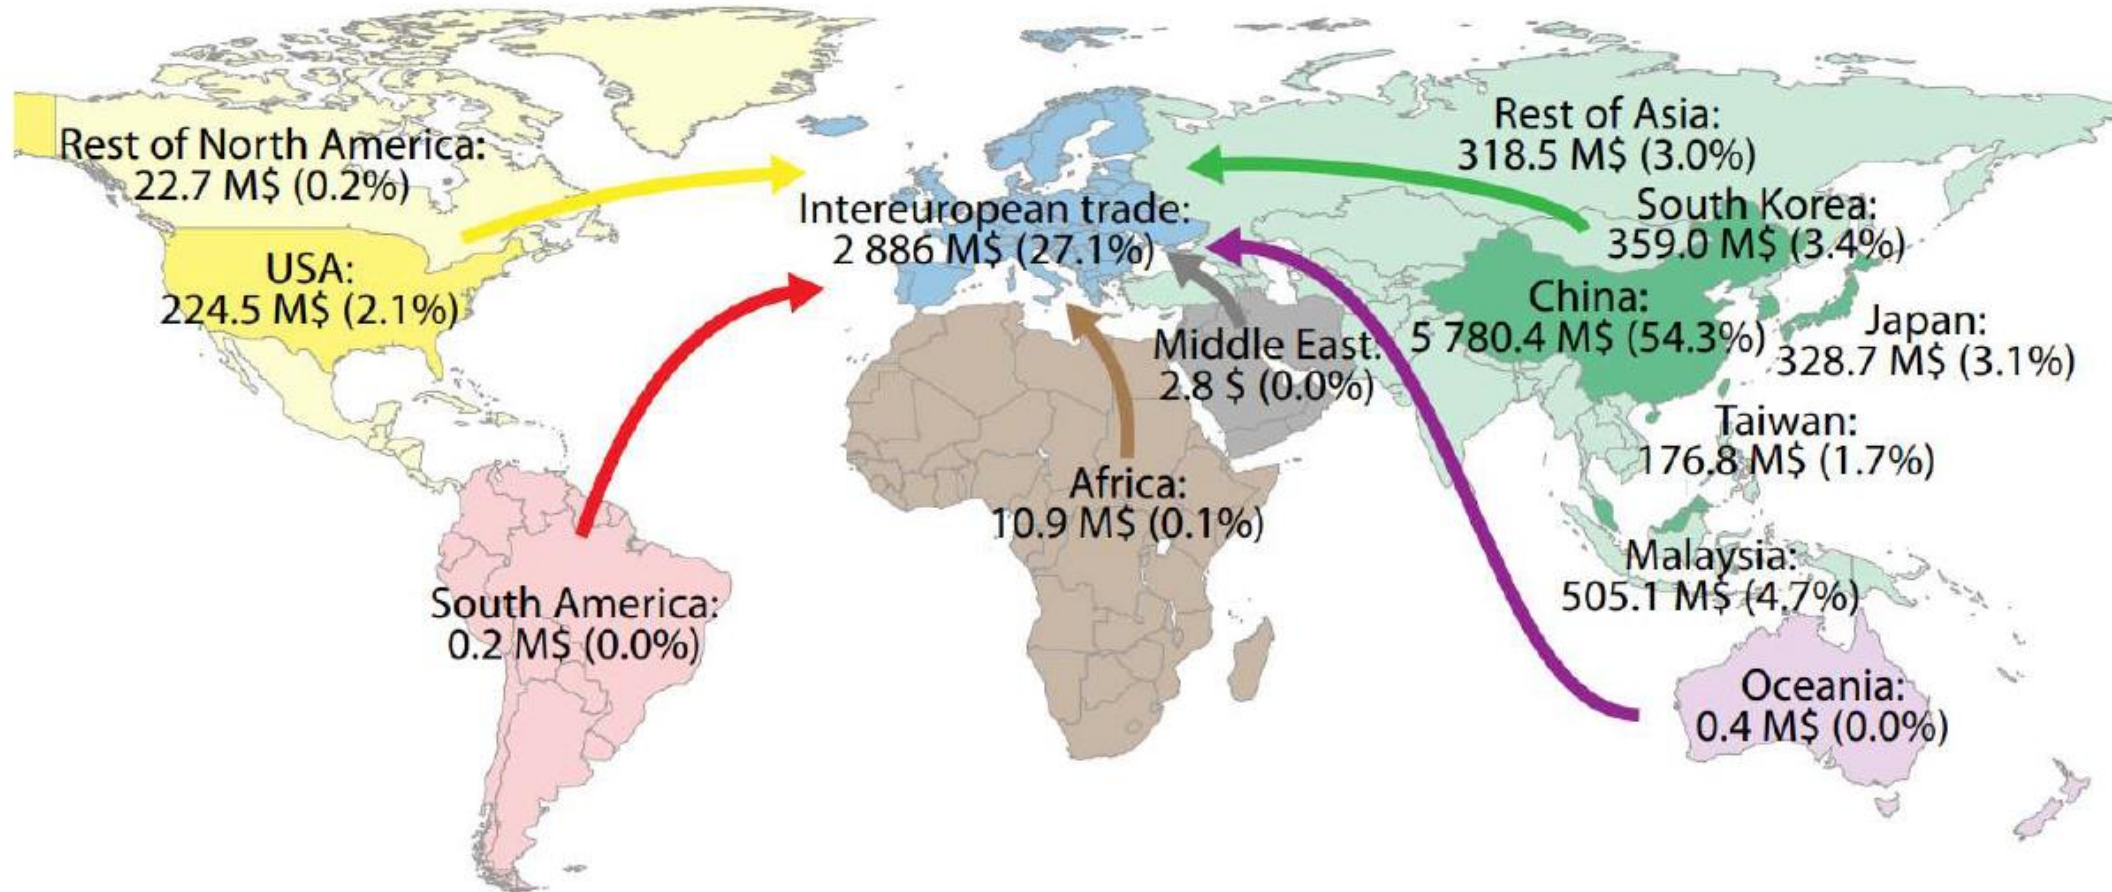 Rest of North America:
22.7 M$ (0.2%)
USA:
224.5 M$ (2.1%)
South America:
0.2 M$ (0.0%)
Intereuropean trade:
2 886 M$ (27.1%)
Africa:
10.9 M$ (0.1%)
Middle East:
2.8 $ (0.0%)
Rest of Asia:
318.5 M$ (3.0%)
South Korea:
359.0 M$ (3.4%)
China:
5 780.4 M$ (54.3%)
Japan:
328.7 M$ (3.1%)
Taiwan:
176.8 M$ (1.7%)
Malaysia:
505.1 M$ (4.7%)
Oceania:
0.4 M$ (0.0%)